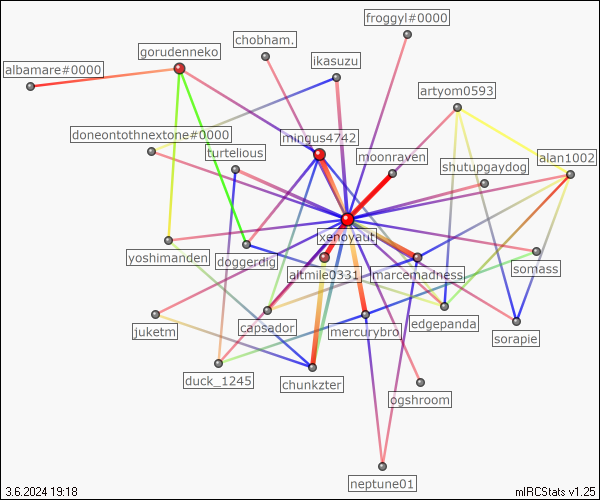 froggyl#0000
chobham.
gorudenneko
ikasuzu
albamare#0000
artyom0593
doneontothnextone#0000
mingus4742
turtelious
moonraven
shutupgaydog
alan1002
xenoyaut
yoshimanden
doggerdig
somass
altmile0331
marcemadness
juketm
capsador
mercurybro
edgepanda
sorapie
duck_1245
chunkzter
ogshroom
neptune01
3.6.2024 19:18
mIRCStats v1.25